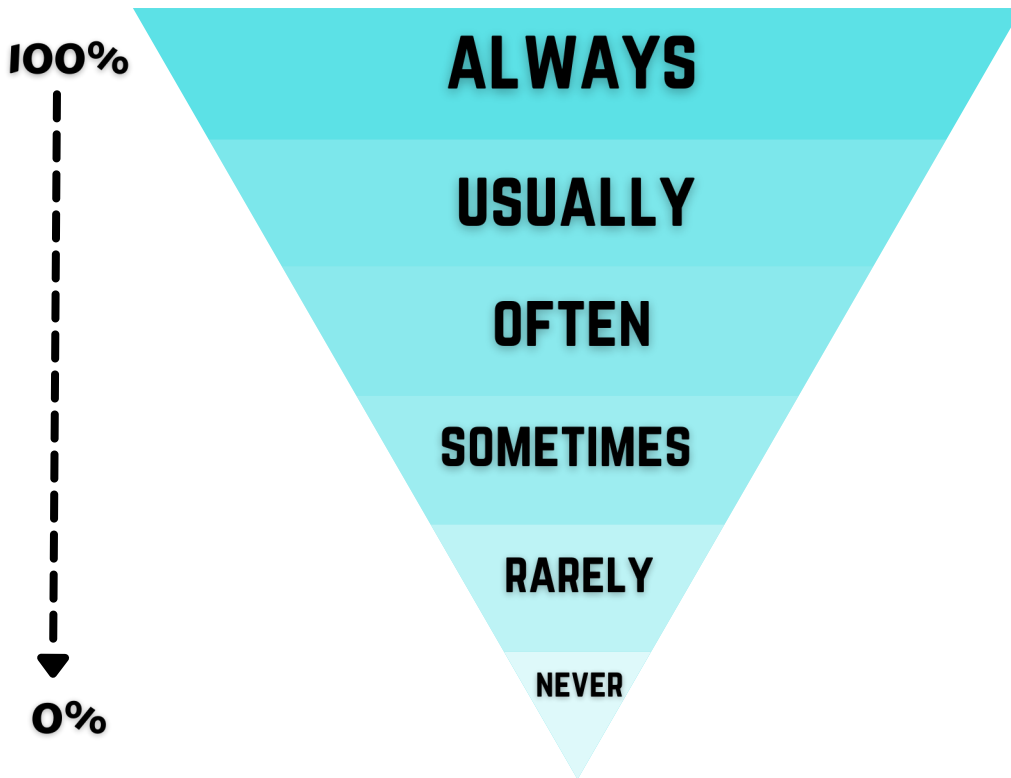 100%
ALWAYS
USUALLY
OFTEN
SOMETIMES
RARELY
NEVER
0%